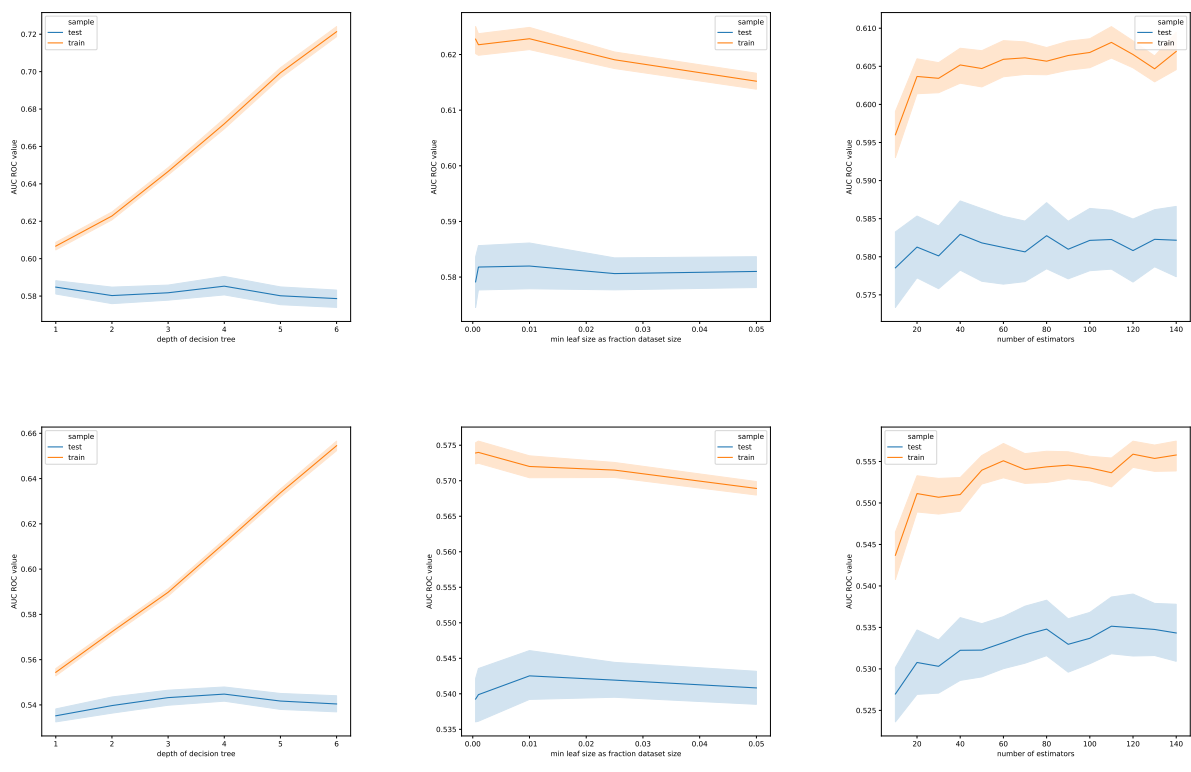 sample
test
train
0.72
0.70
0.68
0.66
0.64
0.62
0.60
0.58
AUC ROC value
1 2 3 4 5 6
depth of decision tree
sample
test
train
0.62
0.61
0.60
0.59
0.58
AUC ROC value
0.00 0.01 0.02 0.03 0.04 0.05
min leaf size as fraction dataset size
sample
test
train
0.610
0.605
0.600
0.595
0.590
0.585
0.580
0.575
AUC ROC value
20 40 60 80 100 120 140
number of estimators
sample
test
train
0.66
0.64
0.62
0.60
0.58
0.56
0.54
AUC ROC value
1 2 3 4 5 6
depth of decision tree
sample
test
train
0.575
0.570
0.565
0.560
0.555
0.550
0.545
0.540
0.535
AUC ROC value
0.00 0.01 0.02 0.03 0.04 0.05
min leaf size as fraction dataset size
sample
test
train
0.555
0.550
0.545
0.540
0.535
0.530
0.525
AUC ROC value
20 40 60 80 100 120 140
number of estimators